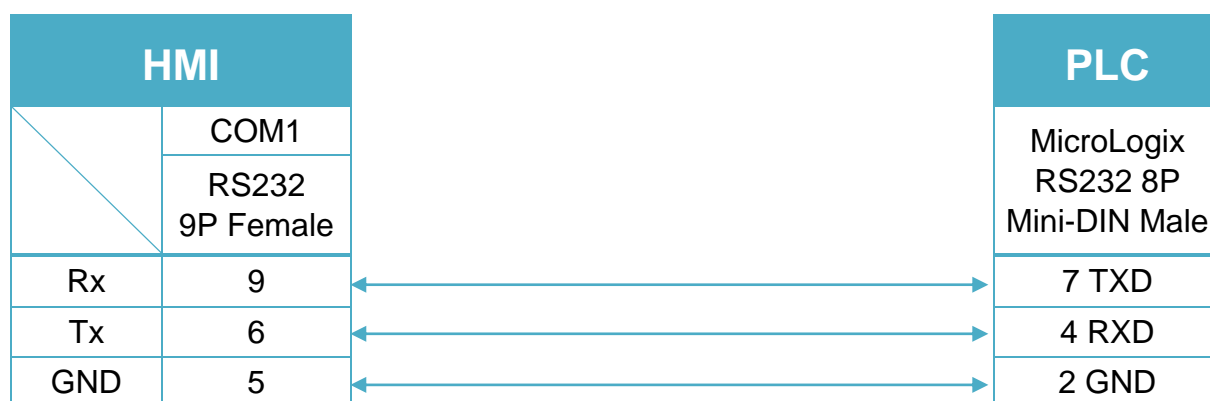 HMI PLC
COM1
RS232
9P Female
MicroLogix
RS232 8P
Mini-DIN Male
Rx 9 7 TXD
Tx 6 4 RXD
GND 5 2 GND